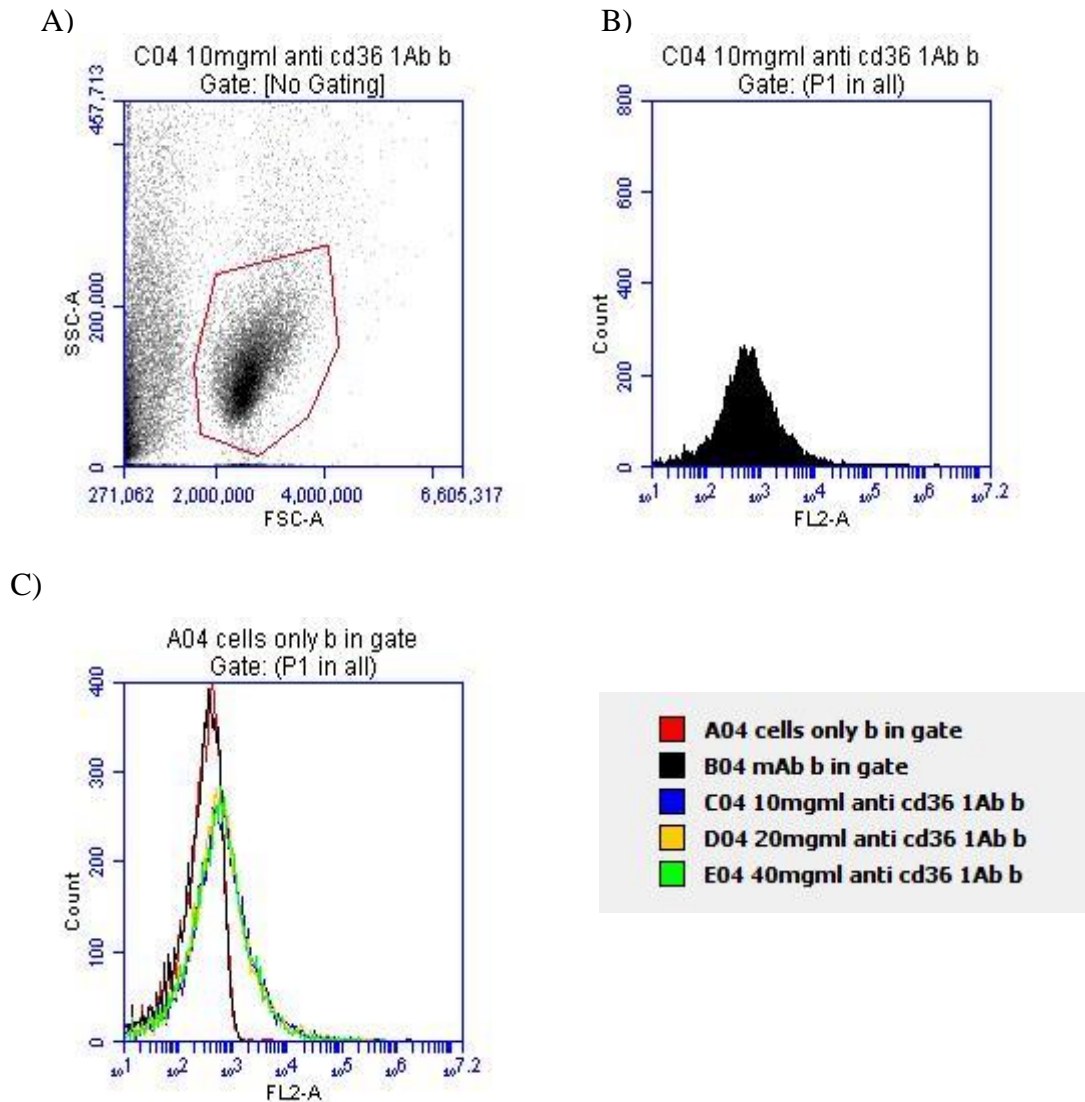 A)
C04 10mgml anti cd36 1Ab b
Gate: [No Gating]
457,713
200,000
0
SSC-A
271,062 2,000,000 4,000,000 6,605,317
FSC-A
B)
C04 10mgml anti cd36 1Ab b
Gate: (P1 in all)
800
600
400
200
0
Count
10^1 10^2 10^3 10^4 10^5 10^6 10^7.2
FL2-A
C)
A04 cells only b in gate
Gate: (P1 in all)
400
300
200
100
0
Count
10^1 10^2 10^3 10^4 10^5 10^6 10^7.2
FL2-A
A04 cells only b in gate
B04 mAb b in gate
C04 10mgml anti cd36 1Ab b
D04 20mgml anti cd36 1Ab b
E04 40mgml anti cd36 1Ab b